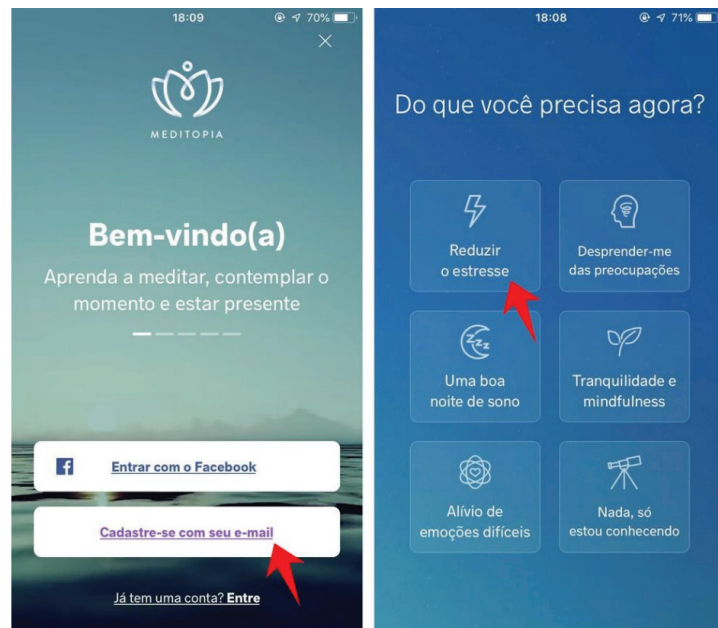 18:09
70%
MEDITOPIA
Bem-vindo(a)
Aprenda a meditar, contemplar o
momento e estar presente
Entrar com o Facebook
Cadastre-se com seu e-mail
Já tem uma conta? Entre
18:08
71%
Do que você precisa agora?
Reduzir
o estresse
Desprender-me
das preocupações
Uma boa
noite de sono
Tranquilidade e
mindfulness
Alívio de
emoções difíceis
Nada, só
estou conhecendo